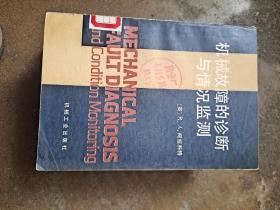 机械故障的诊断
与情况监测
MECHANICAL
FAULT DIAGNOSIS
and Condition Monitoring
机械工业出版社